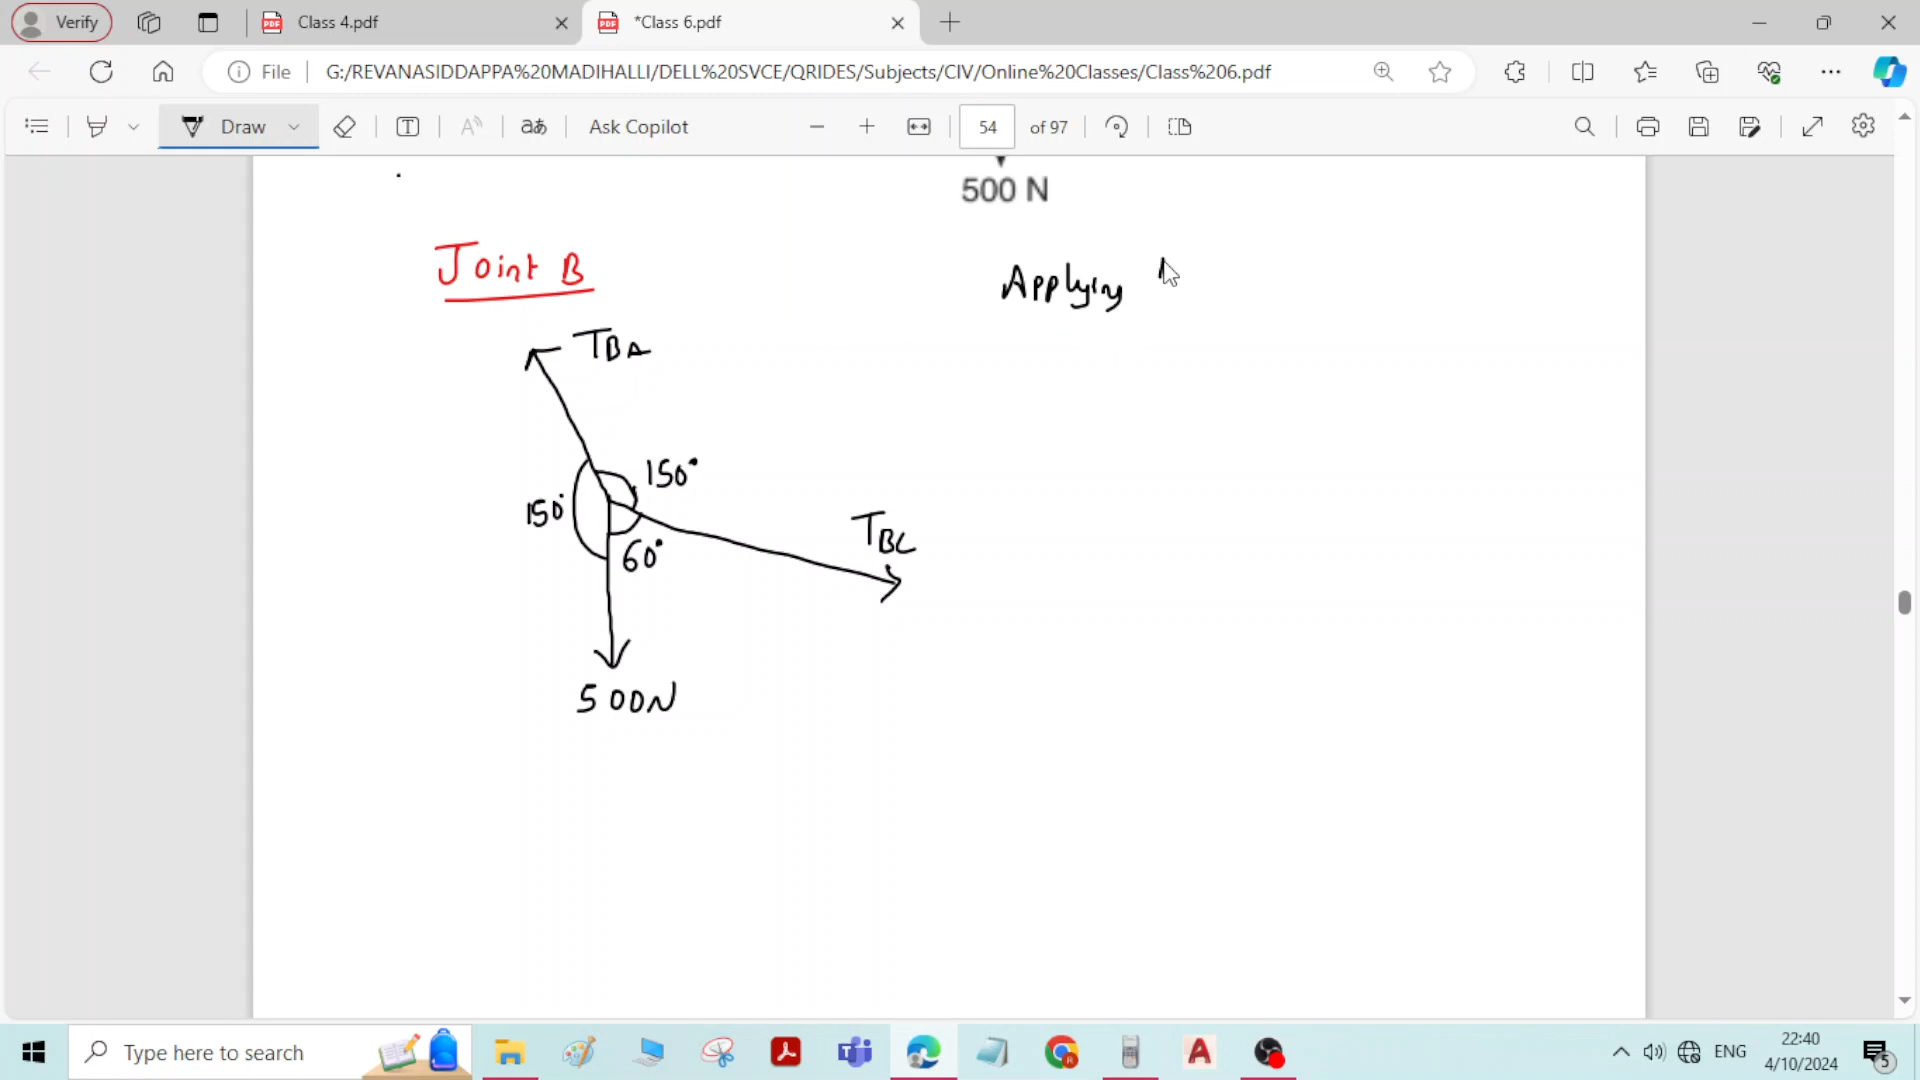 Verify
Class 4.pdf
*Class 6.pdf
File
G:/REVANASIDDAPPA%20MADIHALLI/DELL%20SVCE/QRIDES/Subjects/CIV/Online%20Classes/Class%206.pdf
Draw
Ask Copilot
54
of 97
500 N
Joint B
Applying
TBA
150°
150°
TBC
60°
500N
Type here to search
ENG
22:40
4/10/2024
5